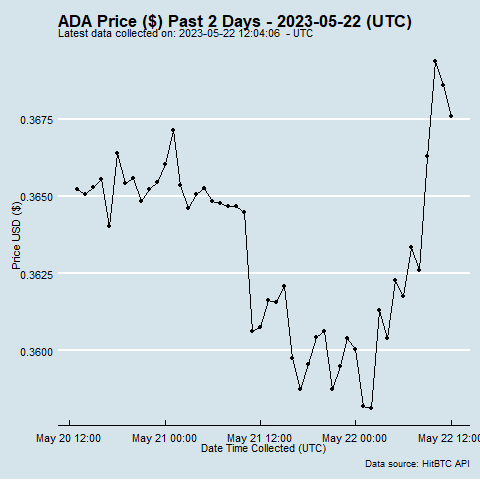 ADA Price ($) Past 2 Days - 2023-05-22 (UTC)
Latest data collected on: 2023-05-22 12:04:06 - UTC
0.3675
0.3650
0.3625
0.3600
Price USD ($)
May 20 12:00 May 21 00:00 May 21 12:00 May 22 00:00 May 22 12:00
Date Time Collected (UTC)
Data source: HitBTC API